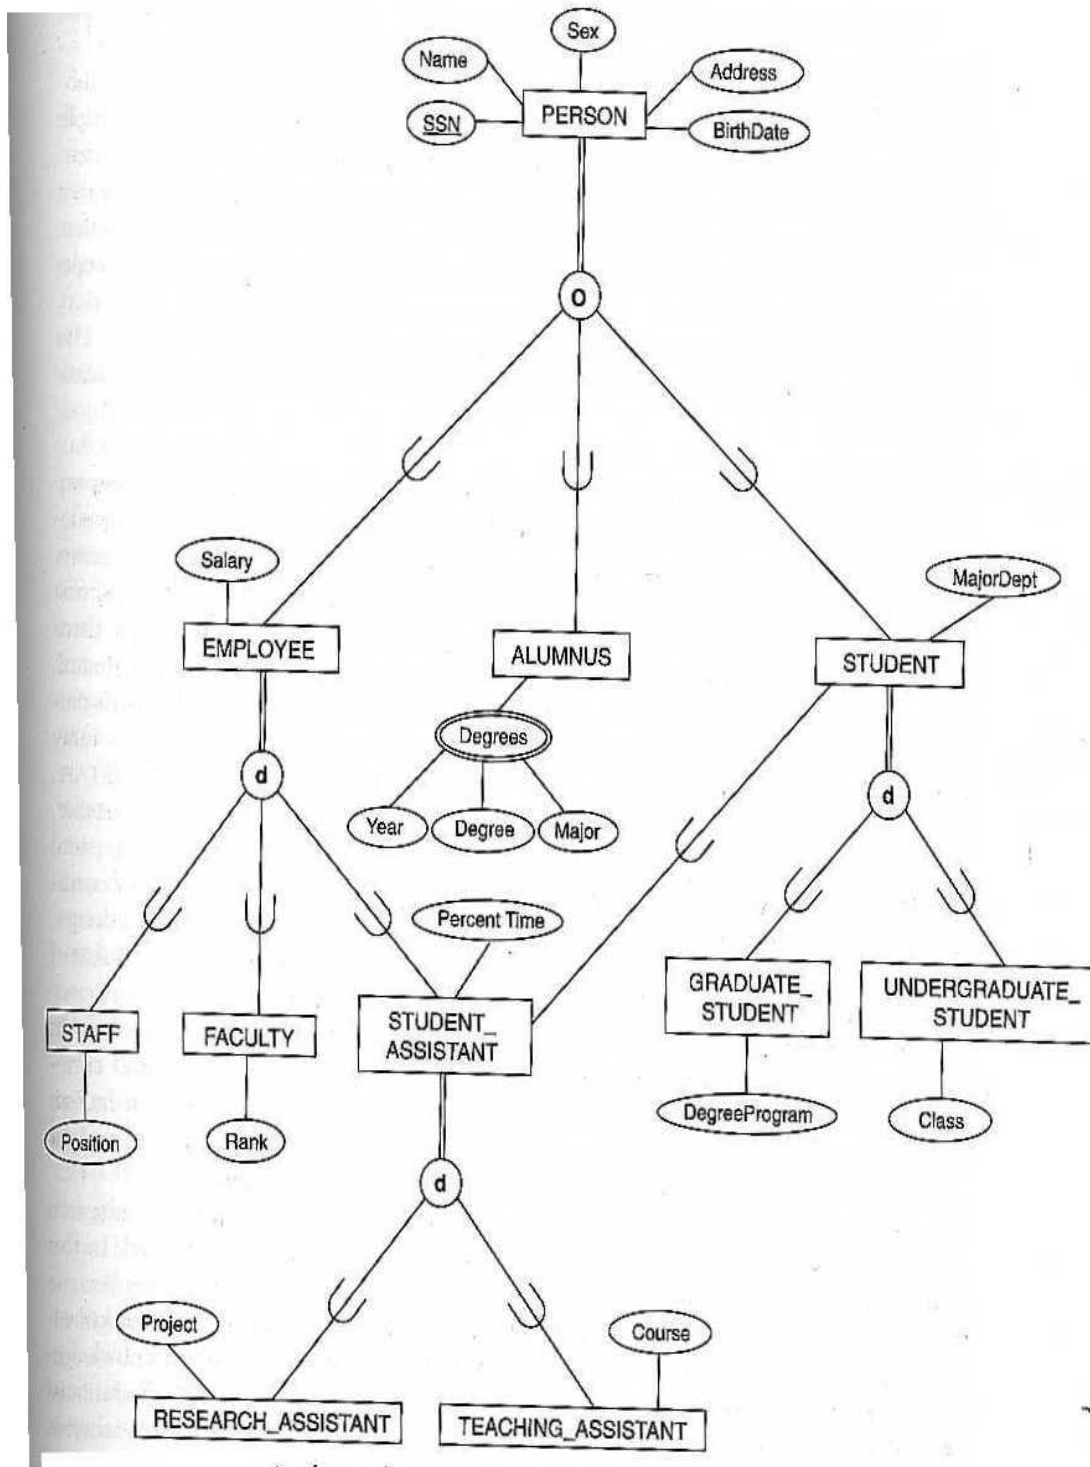 Sex
Name
Address
SSN
PERSON
BirthDate
O
Salary
MajorDept
EMPLOYEE
ALUMNUS
STUDENT
Degrees
d
d
Year
Degree
Major
Percent Time
GRADUATE_
STUDENT
UNDERGRADUATE_
STUDENT
STAFF
FACULTY
STUDENT_
ASSISTANT
DegreeProgram
Class
Position
Rank
d
Project
Course
RESEARCH_ASSISTANT
TEACHING_ASSISTANT